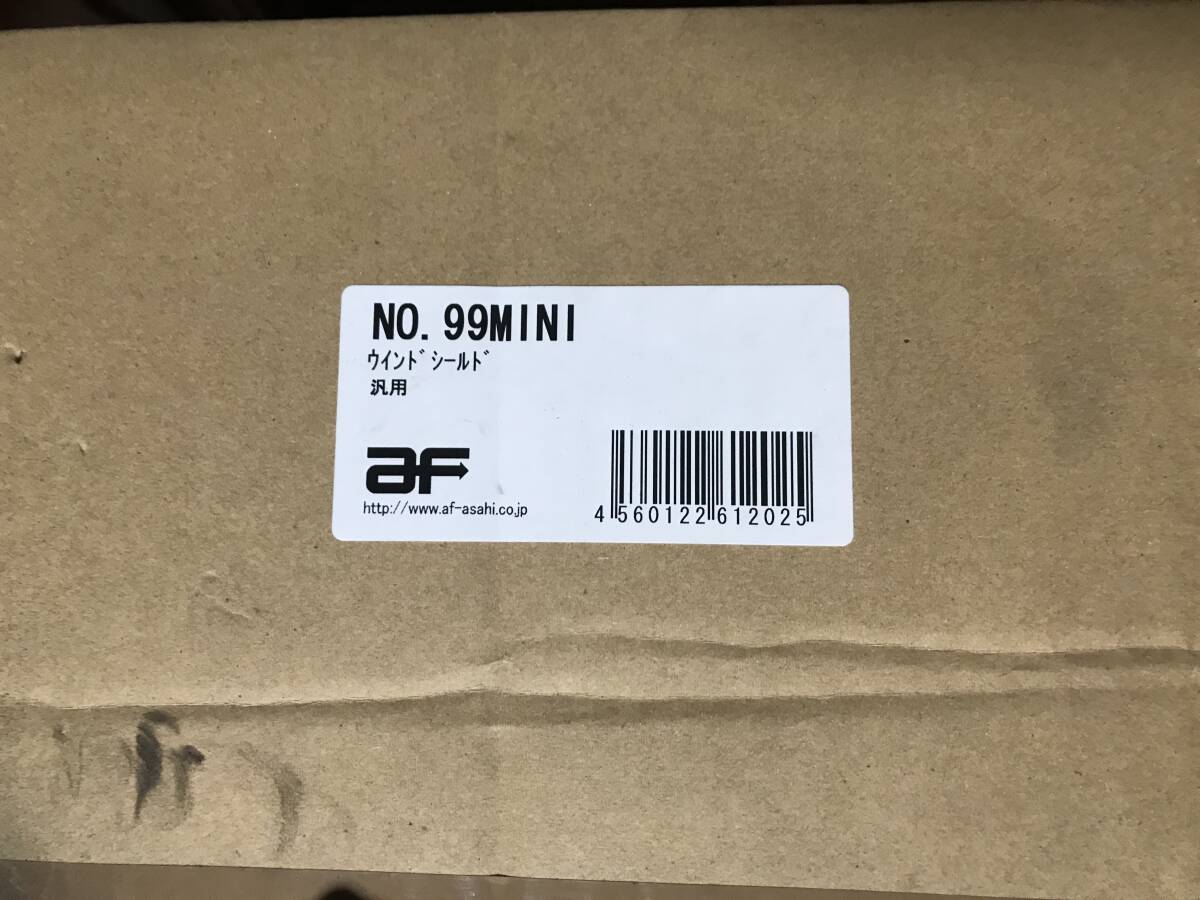 NO. 99MINI
ｳｲﾝﾄﾞｼｰﾙﾄﾞ
汎用
af
http://www.af-asahi.co.jp
4 560122 612025